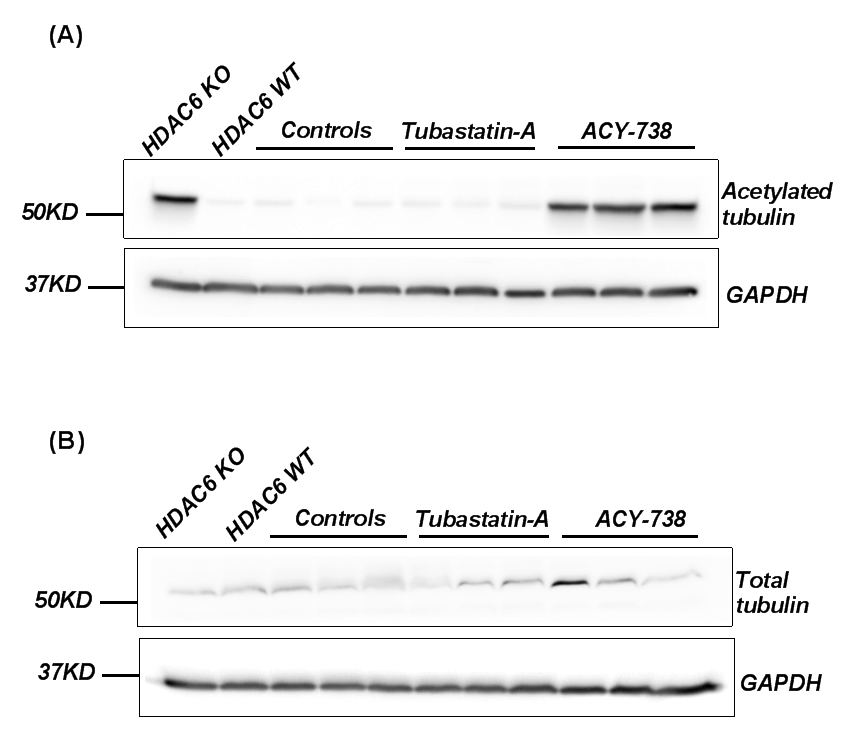 (A)
HDAC6 KO
HDAC6 WT
Controls
Tubastatin-A
ACY-738
50KD
Acetylated
tubulin
37KD
GAPDH
(B)
HDAC6 KO
HDAC6 WT
Controls
Tubastatin-A
ACY-738
50KD
Total
tubulin
37KD
GAPDH